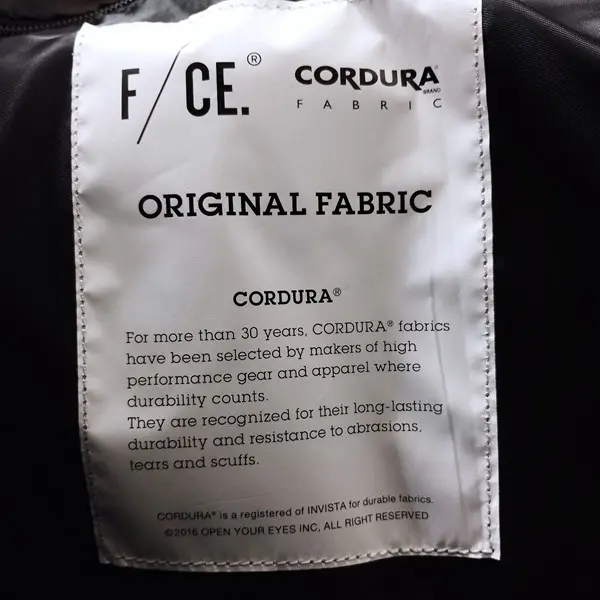 F/CE.®
CORDURA
BRAND
FABRIC
ORIGINAL FABRIC
CORDURA®
For more than 30 years, CORDURA® fabrics
have been selected by makers of high
performance gear and apparel where
durability counts.
They are recognized for their long-lasting
durability and resistance to abrasions,
tears and scuffs.
CORDURA® is a registered of INVISTA for durable fabrics.
©2016 OPEN YOUR EYES INC, ALL RIGHT RESERVED